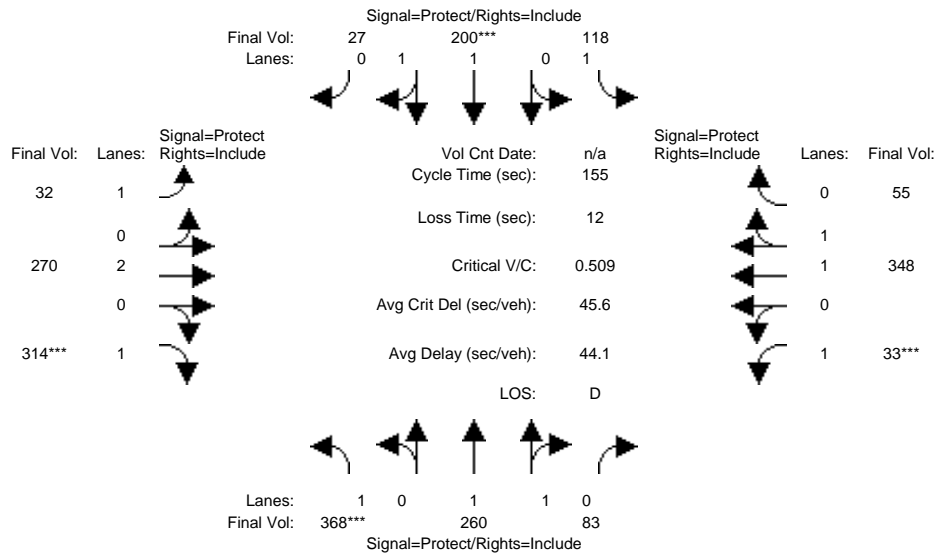 Signal=Protect/Rights=Include
Final Vol: 27 200*** 118
Lanes: 0 1 1 0 1
Signal=Protect
Final Vol: Lanes: Rights=Include
Vol Cnt Date: n/a
Signal=Protect
Rights=Include Lanes: Final Vol:
Cycle Time (sec): 155
32 1
0 55
Loss Time (sec): 12
0
1
270 2
Critical V/C: 0.509
1 348
0
Avg Crit Del (sec/veh): 45.6
0
314*** 1
Avg Delay (sec/veh): 44.1
1 33***
LOS: D
Lanes: 1 0 1 1 0
Final Vol: 368*** 260 83
Signal=Protect/Rights=Include